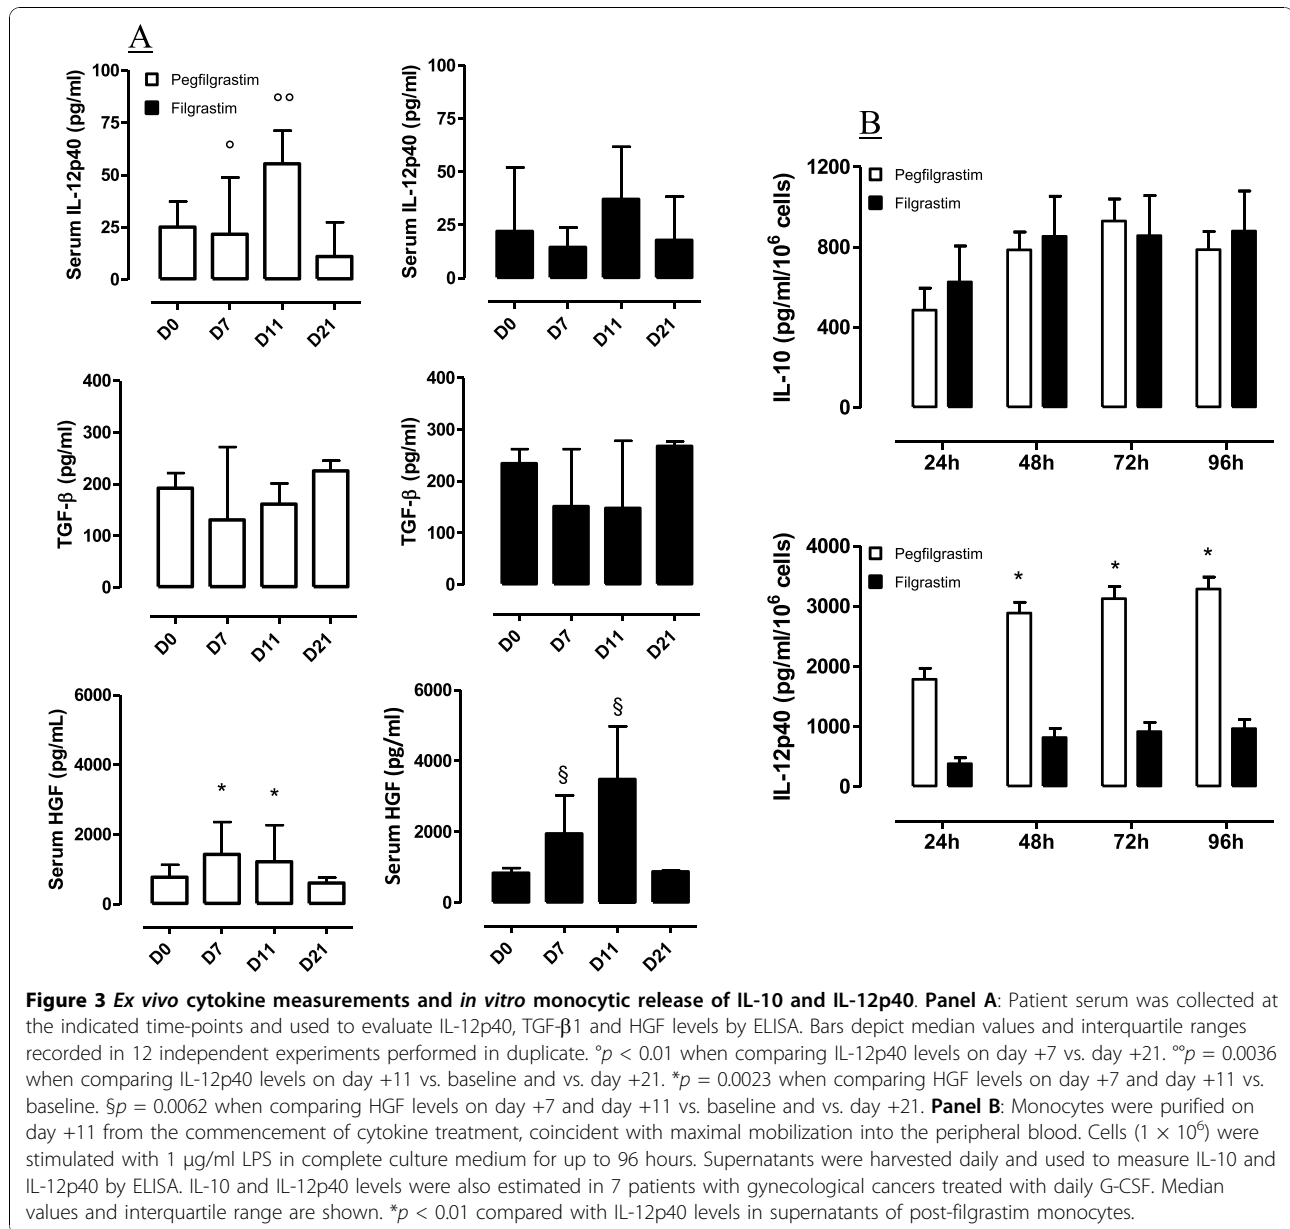 A
Serum IL-12p40 (pg/ml)
100
75
50
25
0
Pegfilgrastim
Filgrastim
°
°°
D0
D7
D11
D21
Serum IL-12p40 (pg/ml)
100
75
50
25
0
D0
D7
D11
D21
TGF-β (pg/ml)
400
300
200
100
0
D0
D7
D11
D21
TGF-β (pg/ml)
400
300
200
100
0
D0
D7
D11
D21
Serum HGF (pg/mL)
6000
4000
2000
0
*
*
D0
D7
D11
D21
Serum HGF (pg/ml)
6000
4000
2000
0
§
§
D0
D7
D11
D21
B
IL-10 (pg/ml/10⁶ cells)
1200
800
400
0
Pegfilgrastim
Filgrastim
24h
48h
72h
96h
IL-12p40 (pg/ml/10⁶ cells)
4000
3000
2000
1000
0
Pegfilgrastim
Filgrastim
*
*
*
24h
48h
72h
96h
Figure 3 Ex vivo cytokine measurements and in vitro monocytic release of IL-10 and IL-12p40. Panel A: Patient serum was collected at
the indicated time-points and used to evaluate IL-12p40, TGF-β1 and HGF levels by ELISA. Bars depict median values and interquartile ranges
recorded in 12 independent experiments performed in duplicate. °p < 0.01 when comparing IL-12p40 levels on day +7 vs. day +21. °°p = 0.0036
when comparing IL-12p40 levels on day +11 vs. baseline and vs. day +21. *p = 0.0023 when comparing HGF levels on day +7 and day +11 vs.
baseline. §p = 0.0062 when comparing HGF levels on day +7 and day +11 vs. baseline and vs. day +21. Panel B: Monocytes were purified on
day +11 from the commencement of cytokine treatment, coincident with maximal mobilization into the peripheral blood. Cells (1 × 10⁶) were
stimulated with 1 μg/ml LPS in complete culture medium for up to 96 hours. Supernatants were harvested daily and used to measure IL-10 and
IL-12p40 by ELISA. IL-10 and IL-12p40 levels were also estimated in 7 patients with gynecological cancers treated with daily G-CSF. Median
values and interquartile range are shown. *p < 0.01 compared with IL-12p40 levels in supernatants of post-filgrastim monocytes.